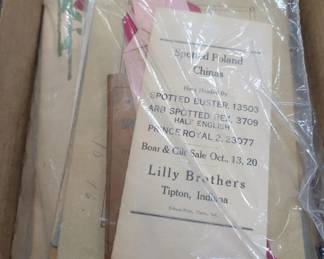 Spotted Poland
Chinas
Herd Headed By
SPOTTED BUSTER, 13503
ARB SPOTTED REX, 3709
HALF ENGLISH
PRINCE ROYAL 2, 23077
Boar & Gilt Sale Oct., 13, 20
Lilly Brothers
Tipton, Indiana